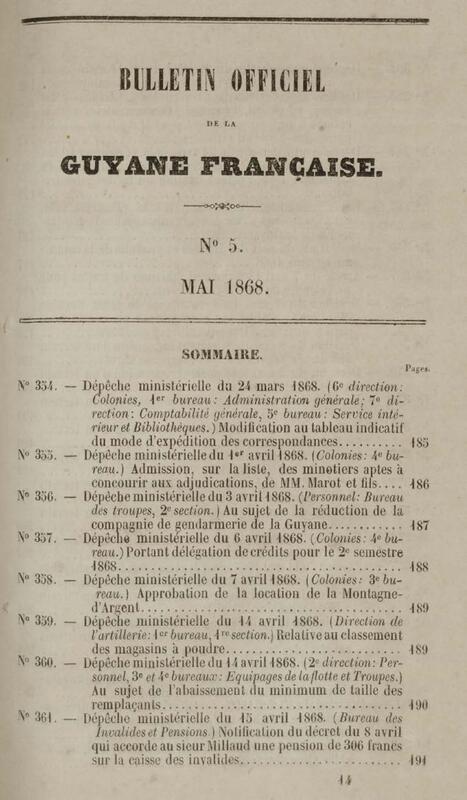 BULLETIN OFFICIEL
DE LA
GUYANE FRANÇAISE.
N° 5.
MAI 1868.
SOMMAIRE.
Pages.
N° 354. — Dépêche ministérielle du 24 mars 1868. (6e direction:
Colonies, 1er bureau: Administration générale; 7e di-
rection: Comptabilité générale, 5e bureau: Service inté-
rieur et Bibliothèques.) Modification au tableau indicatif
du mode d'expédition des correspondances.......... 185
N° 355. — Dépêche ministérielle du 1er avril 1868. (Colonies: 4e bu-
reau.) Admission, sur la liste, des minotiers aptes à
concourir aux adjudications, de MM. Marot et fils.... 186
N° 356. — Dépêche ministérielle du 3 avril 1868. (Personnel: Bureau
des troupes, 2e section.) Au sujet de la réduction de la
compagnie de gendarmerie de la Guyane........... 187
N° 357. — Dépêche ministérielle du 6 avril 1868. (Colonies: 4e bu-
reau.) Portant délégation de crédits pour le 2e semestre
1868.......................................... 188
N° 358. — Dépêche ministérielle du 7 avril 1868. (Colonies: 3e bu-
reau.) Approbation de la location de la Montagne-
d'Argent...................................... 189
N° 359. — Dépêche ministérielle du 14 avril 1868. (Direction de
l'artillerie: 1er bureau, 1re section.) Relative au classement
des magasins à poudre.......................... 189
N° 360. — Dépêche ministérielle du 14 avril 1868. (2e direction: Per-
sonnel, 3e et 4e bureaux: Equipages de la flotte et Troupes.)
Au sujet de l'abaissement du minimum de taille des
remplaçants.................................... 190
N° 361. — Dépêche ministérielle du 15 avril 1868. (Bureau des
Invalides et Pensions.) Notification du décret du 8 avril
qui accorde au sieur Millaud une pension de 306 francs
sur la caisse des invalides........................ 191
14